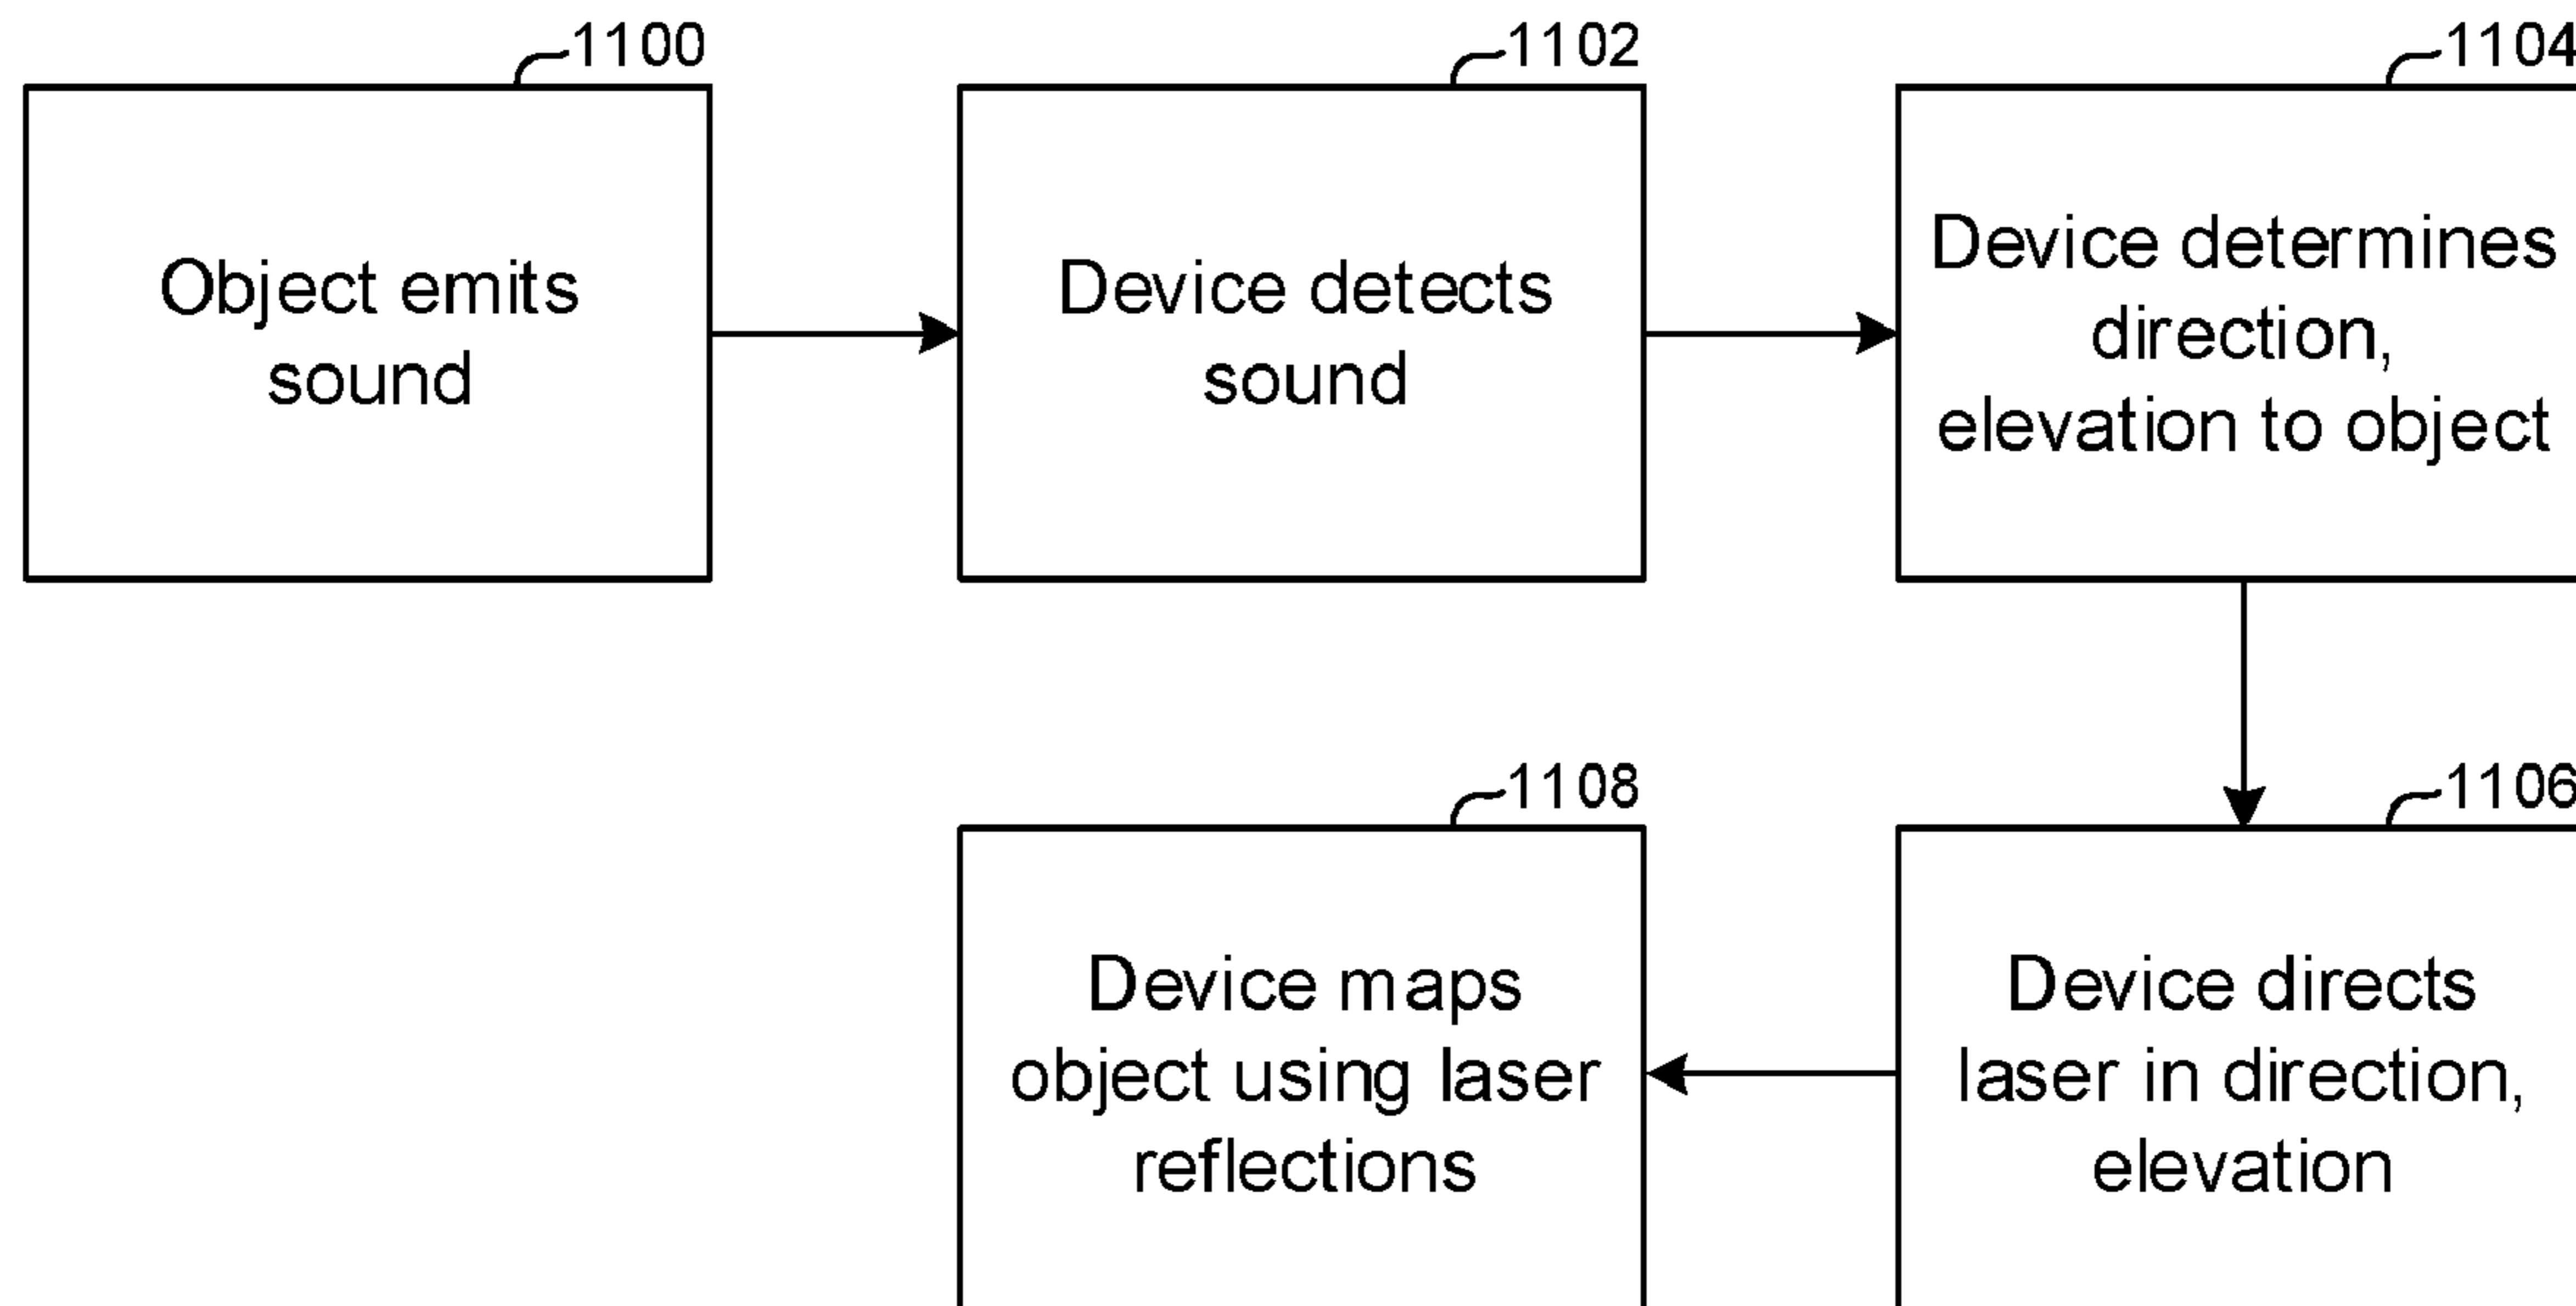 1100
Object emits
sound
1102
Device detects
sound
1104
Device determines
direction,
elevation to object
1106
Device directs
laser in direction,
elevation
1108
Device maps
object using laser
reflections